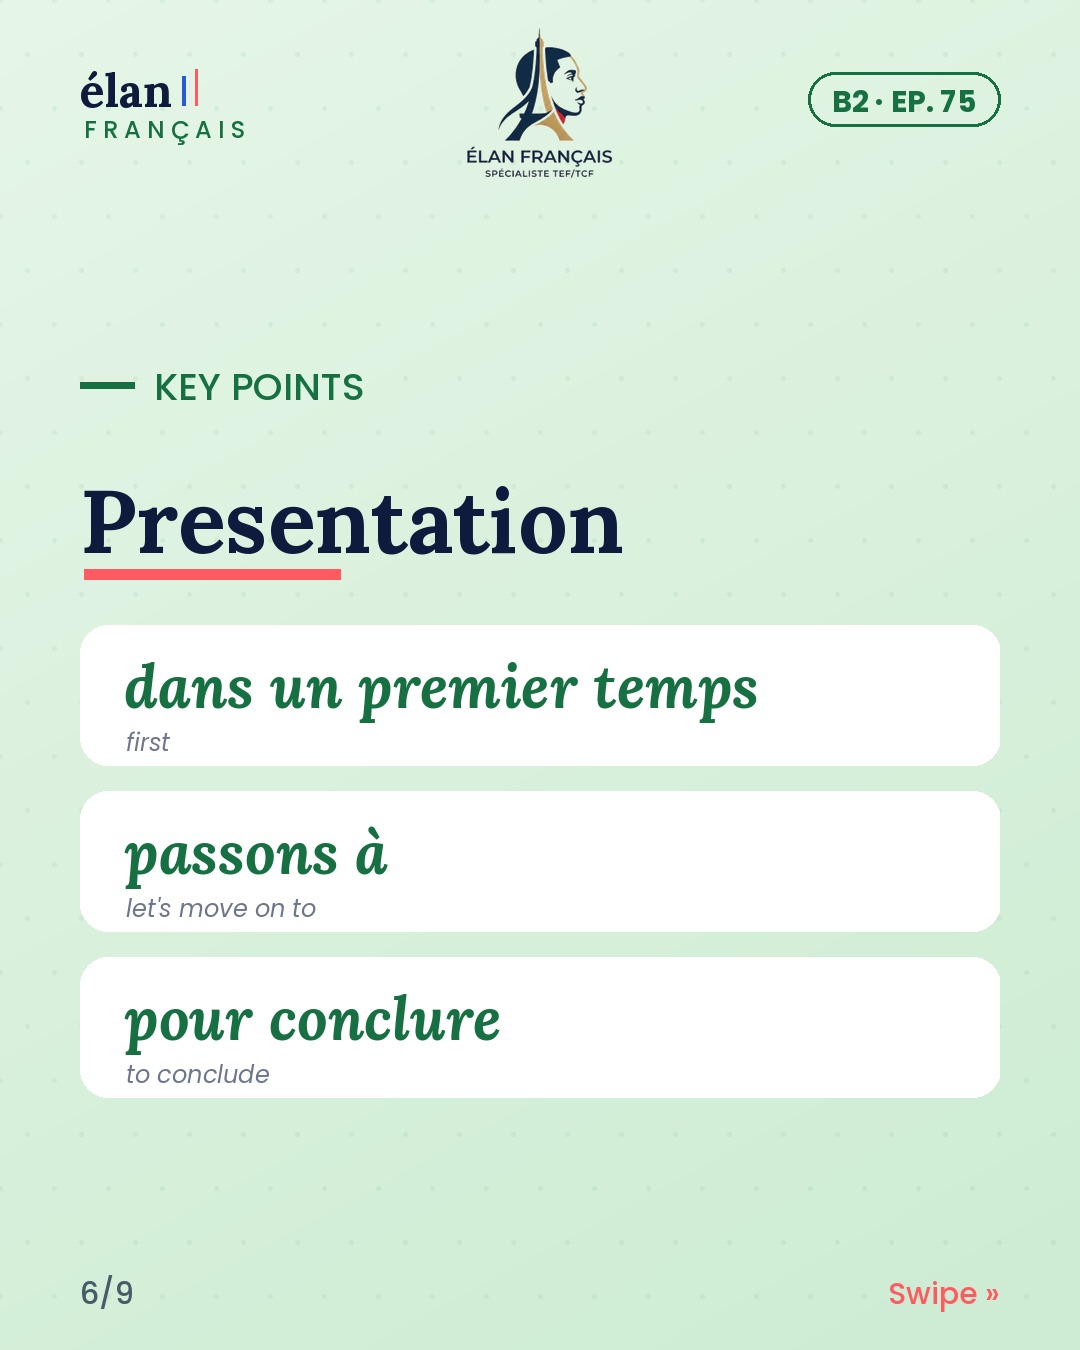 élan
FRANÇAIS
ÉLAN FRANÇAIS
SPÉCIALISTE TEF/TCF
B2 · EP. 75
KEY POINTS
Presentation
dans un premier temps
first
passons à
let's move on to
pour conclure
to conclude
6/9
Swipe »